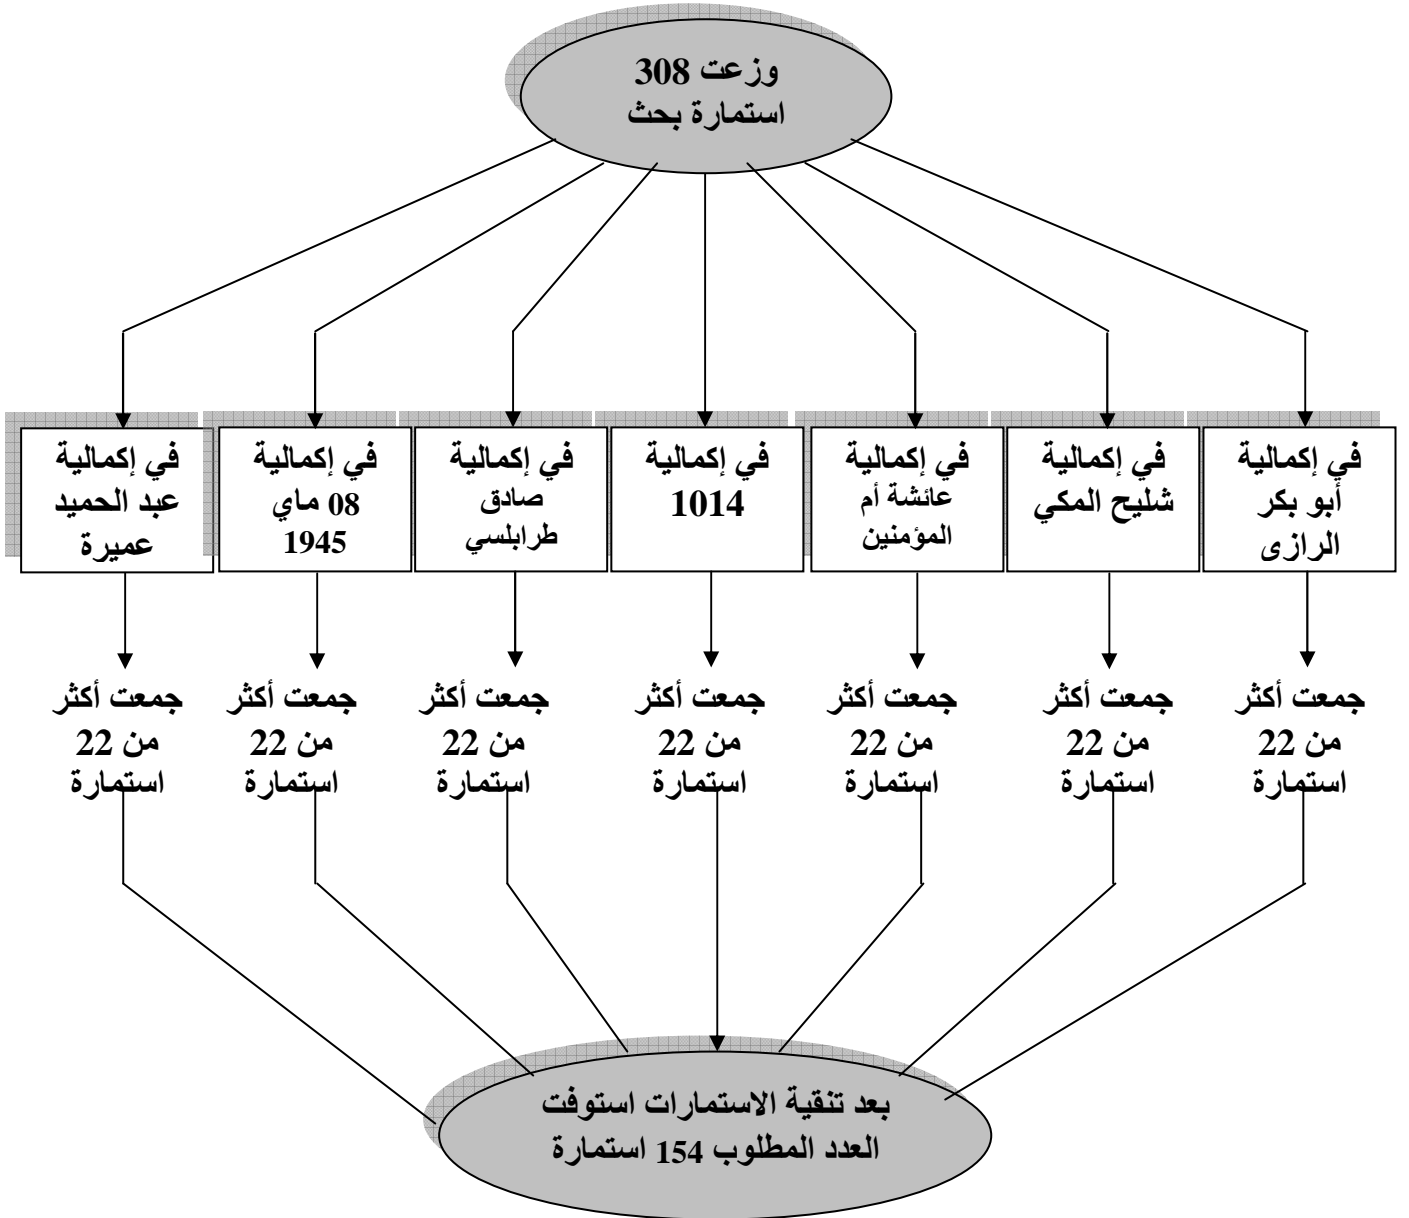 وزعت 308
استمارة بحث
في إكمالية
أبو بكر
الرازى
في إكمالية
شليح المكي
في إكمالية
عائشة أم
المؤمنين
في إكمالية
1014
في إكمالية
صادق
طرابلسي
في إكمالية
08 ماي
1945
في إكمالية
عبد الحميد
عميرة
جمعت أكثر
من 22
استمارة
جمعت أكثر
من 22
استمارة
جمعت أكثر
من 22
استمارة
جمعت أكثر
من 22
استمارة
جمعت أكثر
من 22
استمارة
جمعت أكثر
من 22
استمارة
جمعت أكثر
من 22
استمارة
بعد تنقية الاستمارات استوفت
العدد المطلوب 154 استمارة